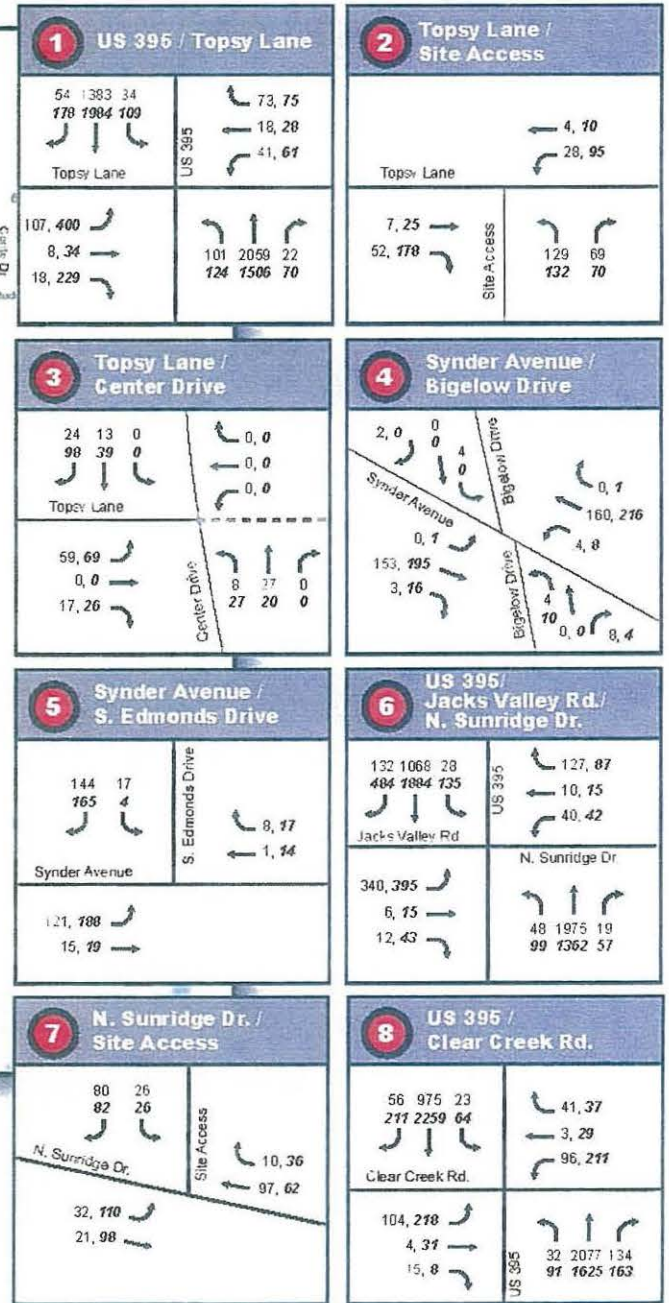 1 US 395 / Topsy Lane
54 1383 34
178 1984 109
Topsy Lane
US 395
73, 75
18, 28
41, 61
107, 400
8, 34
18, 229
101 2059 22
124 1506 70
2 Topsy Lane /
Site Access
4, 10
28, 95
Topsy Lane
7, 25
52, 178
Site Access
129 69
132 70
3 Topsy Lane /
Center Drive
24 13 0
98 39 0
Topsy Lane
0, 0
0, 0
0, 0
59, 69
0, 0
17, 26
Center Drive
8 27 0
27 20 0
4 Synder Avenue /
Bigelow Drive
2, 0
0
0
4
0
Bigelow Drive
Synder Avenue
0, 1
160, 216
4, 8
0, 1
153, 195
3, 16
Bigelow Drive
4
10
0, 0
8, 4
5 Synder Avenue /
S. Edmonds Drive
144 17
165 4
Synder Avenue
S. Edmonds Drive
8, 17
1, 14
121, 188
15, 19
6 US 395/
Jacks Valley Rd./
N. Sunridge Dr.
132 1068 28
484 1884 135
Jacks Valley Rd
US 395
127, 87
10, 15
40, 42
N. Sunridge Dr.
340, 395
6, 15
12, 43
48 1975 19
99 1362 57
7 N. Sunridge Dr. /
Site Access
80 26
82 26
N. Sunridge Dr.
Site Access
10, 36
97, 62
32, 110
21, 98
8 US 395 /
Clear Creek Rd.
56 975 23
211 2259 64
Clear Creek Rd.
41, 37
3, 29
96, 211
104, 218
4, 31
15, 8
US 395
32 2077 134
91 1625 163